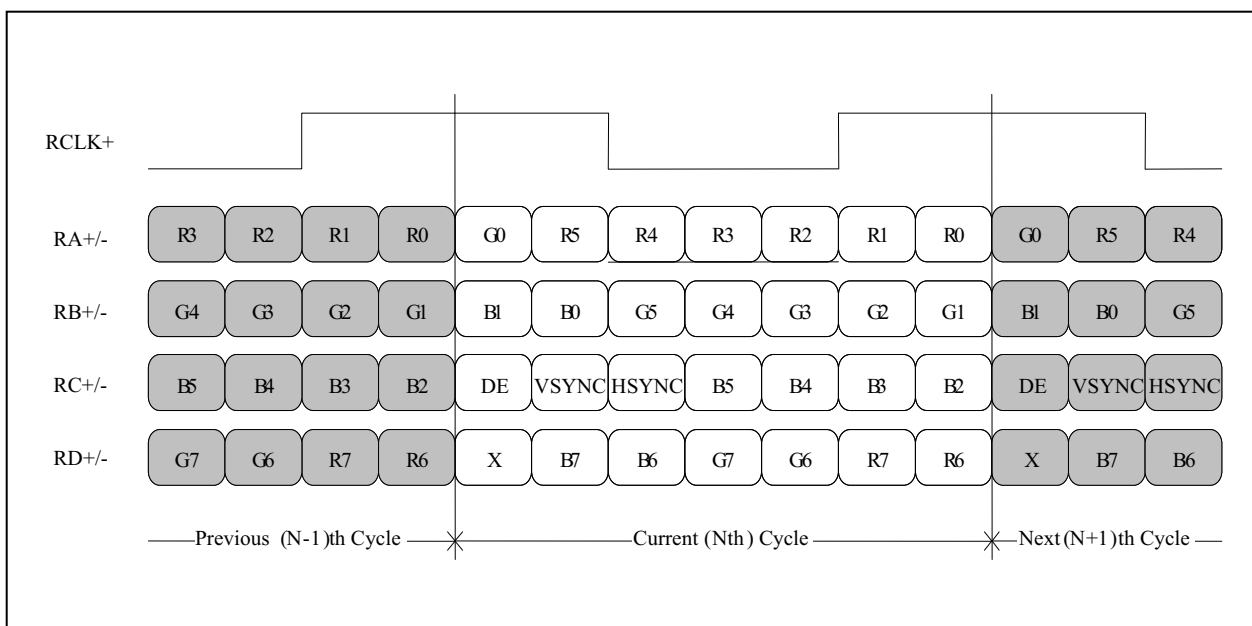 RCLK+
RA+/- R3 R2 R1 R0 G0 R5 R4 R3 R2 R1 R0 G0 R5 R4
RB+/- G4 G3 G2 G1 B1 B0 G5 G4 G3 G2 G1 B1 B0 G5
RC+/- B5 B4 B3 B2 DE VSYNC HSYNC B5 B4 B3 B2 DE VSYNC HSYNC
RD+/- G7 G6 R7 R6 X B7 B6 G7 G6 R7 R6 X B7 B6
Previous (N-1)th Cycle Current (Nth) Cycle Next (N+1)th Cycle